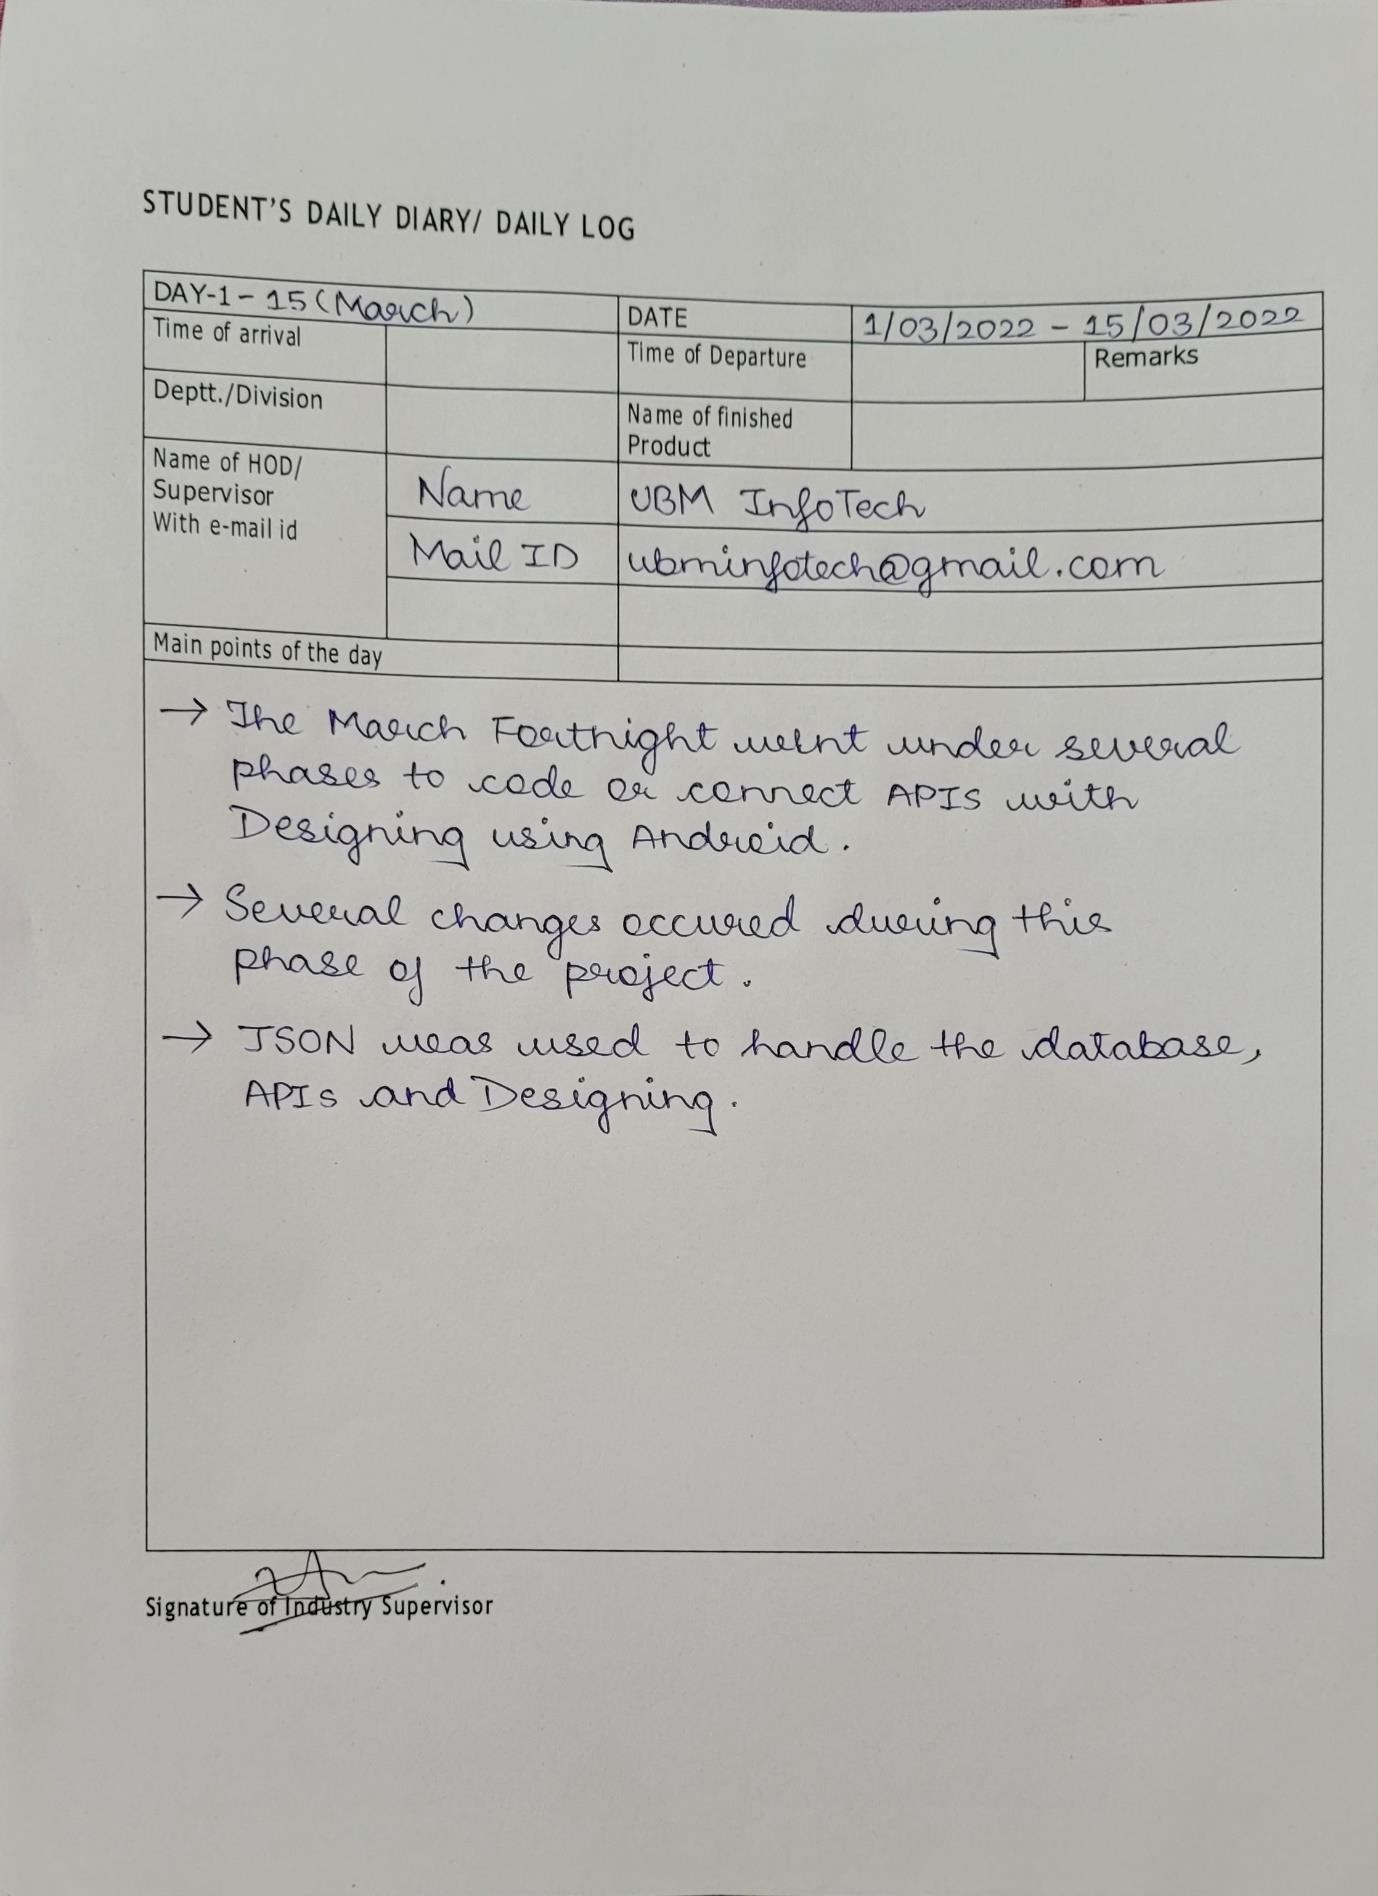 STUDENT'S DAILY DIARY/ DAILY LOG
DAY-1 - 15 (March)
DATE
1/03/2022 - 15/03/2022
Time of arrival
Time of Departure
Remarks
Deptt./Division
Name of finished
Product
Name of HOD/
Supervisor
With e-mail id
Name
UBM InfoTech
Mail ID
ubminfotech@gmail.com
Main points of the day
→ The March Fortnight went under several
phases to code or connect APIs with
Designing using Android.
→ Several changes occured during this
phase of the project.
→ JSON was used to handle the database,
APIs and Designing.
Signature of Industry Supervisor